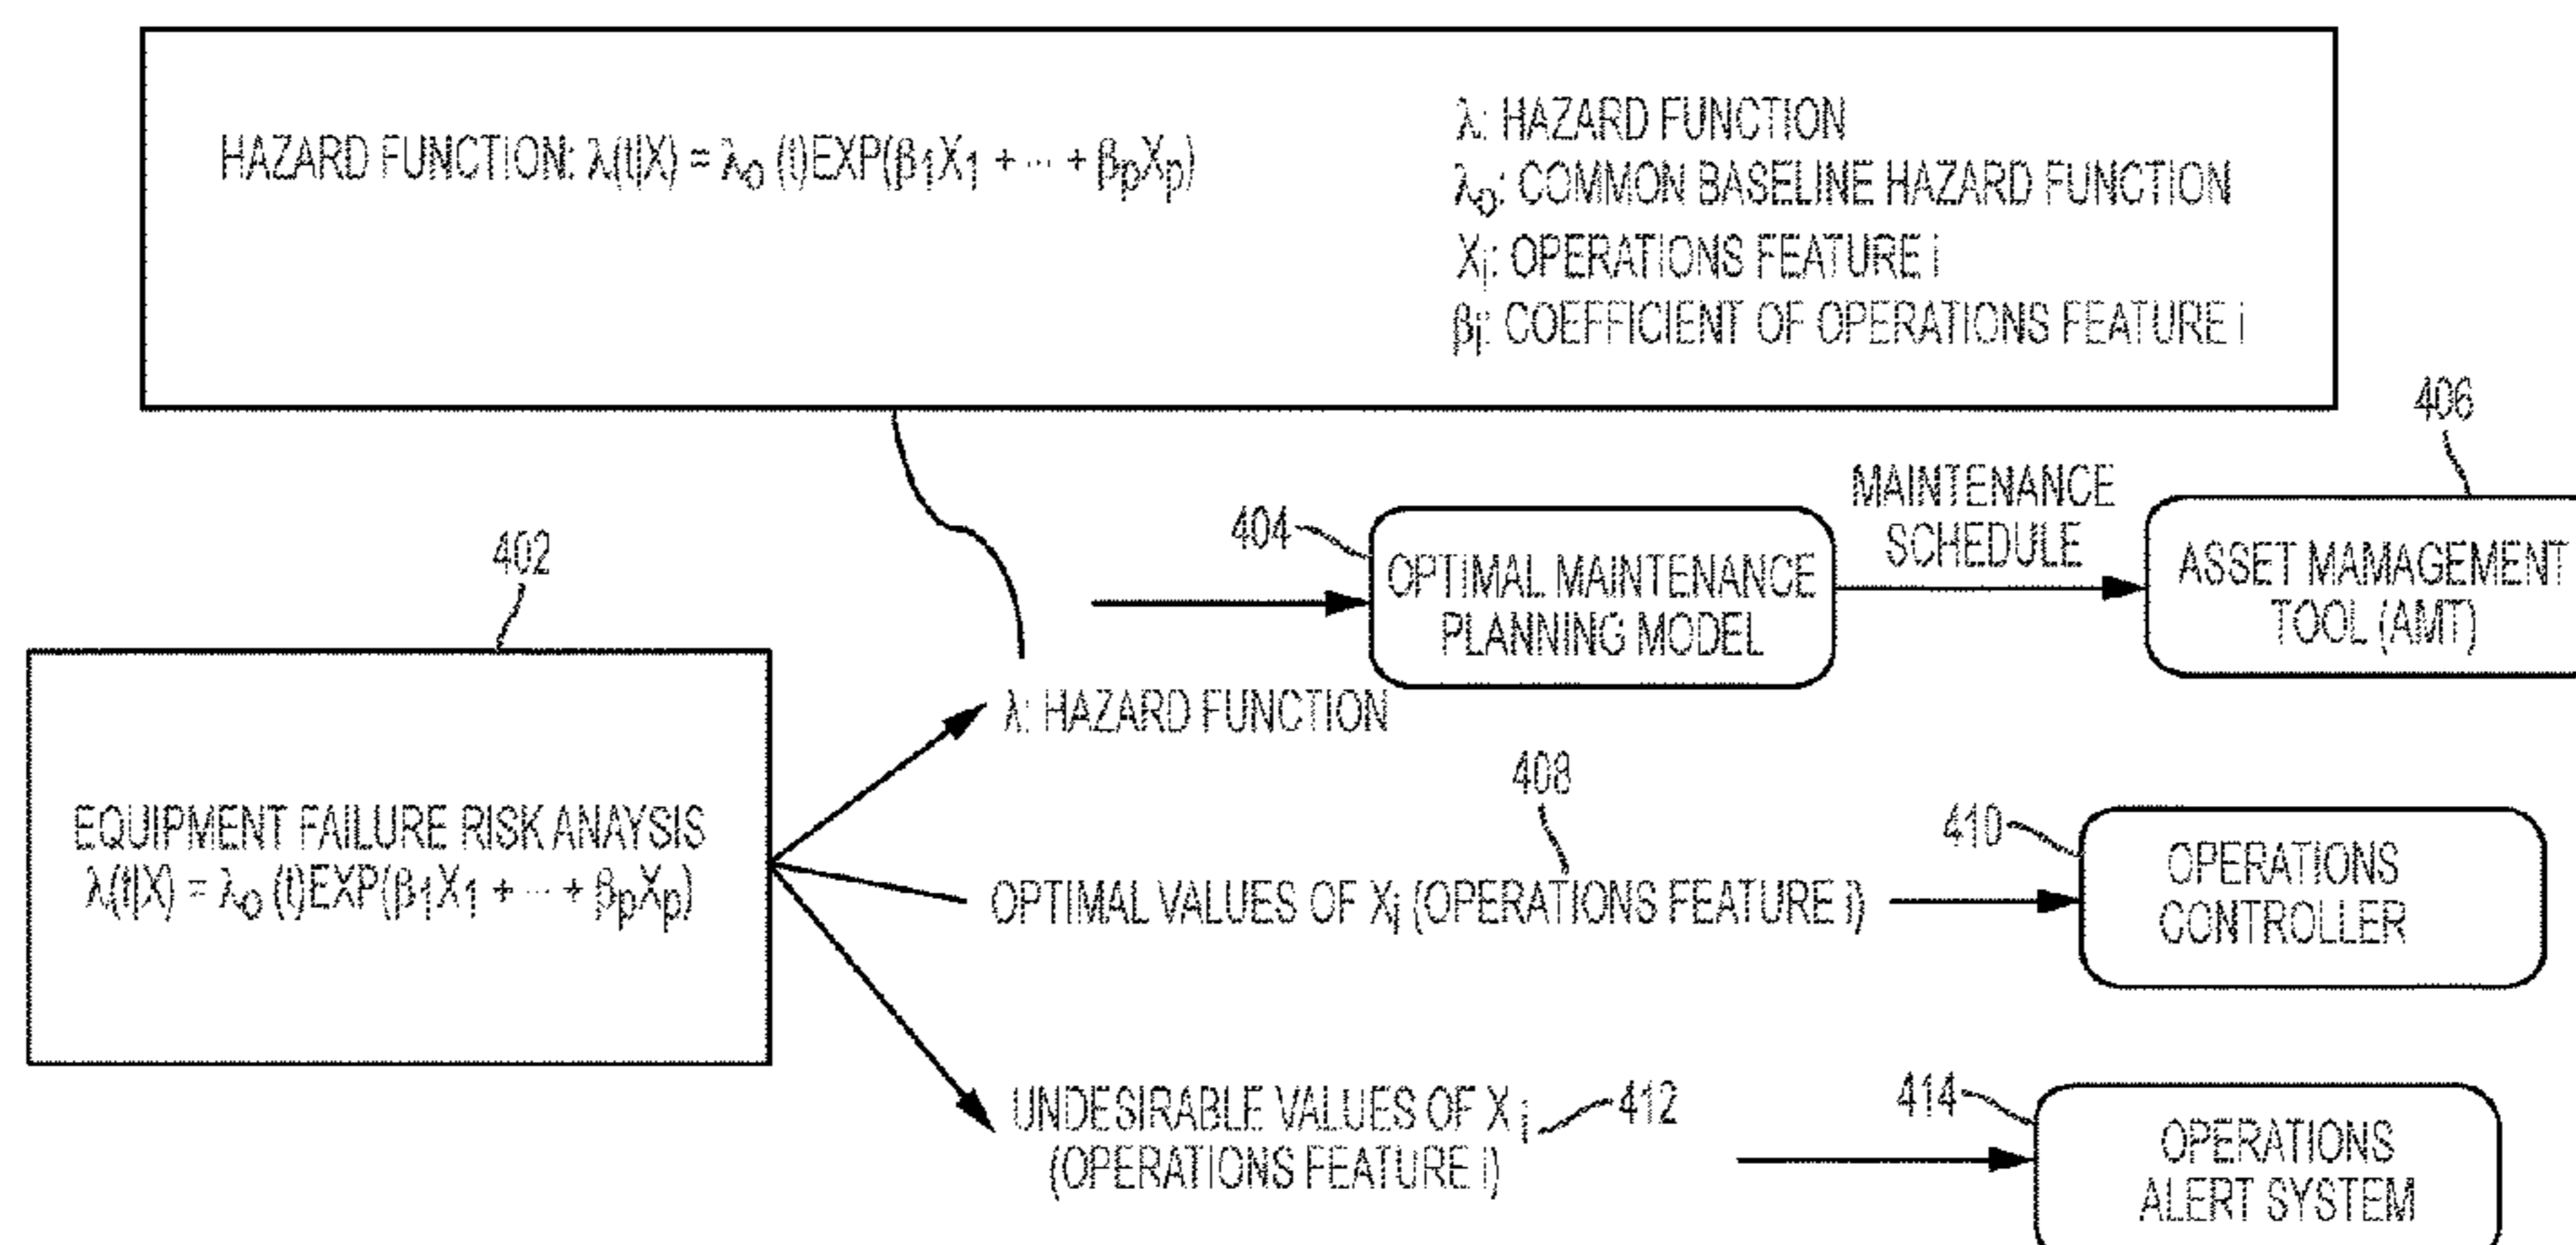 HAZARD FUNCTION: λ(t|X) = λ₀ (t)EXP(β₁X₁ + ··· + βₚXₚ)
λ: HAZARD FUNCTION
λ₀: COMMON BASELINE HAZARD FUNCTION
Xᵢ: OPERATIONS FEATURE i
βᵢ: COEFFICIENT OF OPERATIONS FEATURE i
406
MAINTENANCE
SCHEDULE
404
OPTIMAL MAINTENANCE
PLANNING MODEL
ASSET MAMAGEMENT
TOOL (AMT)
402
λ: HAZARD FUNCTION
EQUIPMENT FAILURE RISK ANAYSIS
λ(t|X) = λ₀ (t)EXP(β₁X₁ + ··· + βₚXₚ)
408
OPTIMAL VALUES OF Xᵢ (OPERATIONS FEATURE i)
410
OPERATIONS
CONTROLLER
UNDESIRABLE VALUES OF X ᵢ
(OPERATIONS FEATURE i)
412
414
OPERATIONS
ALERT SYSTEM